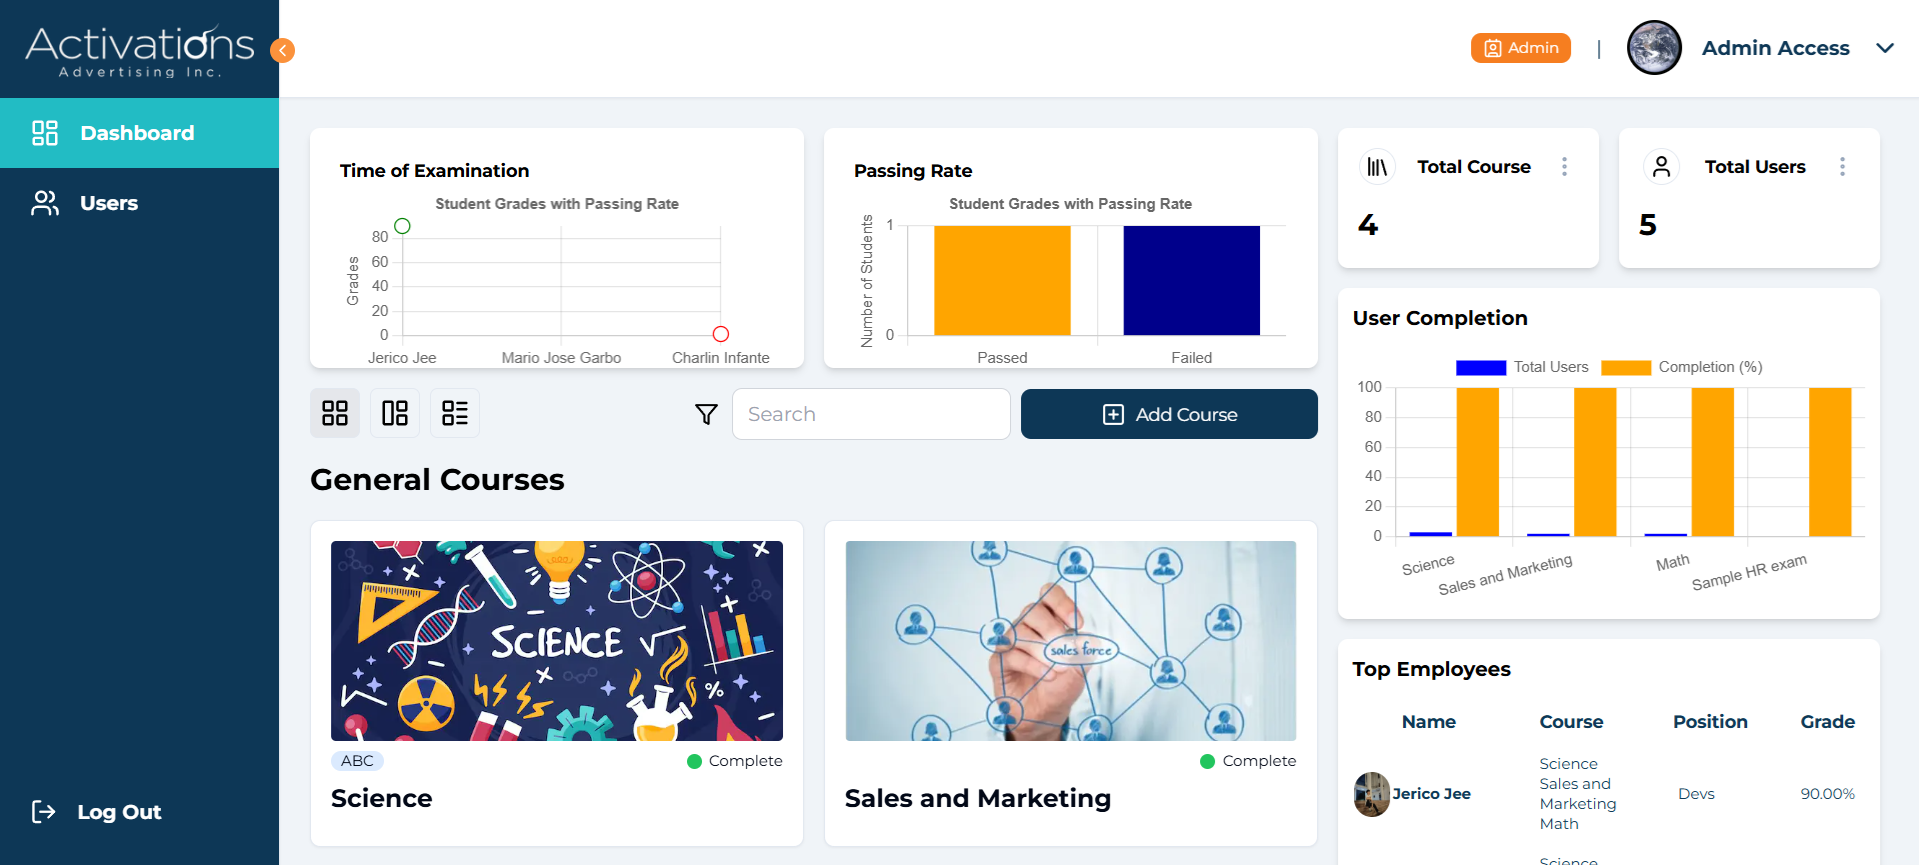 Activations
Advertising Inc.
Admin
|
Admin Access
Dashboard
Users
Log Out
Time of Examination
Student Grades with Passing Rate
Grades
80
60
40
20
0
Jerico Jee
Mario Jose Garbo
Charlin Infante
Passing Rate
Student Grades with Passing Rate
Number of Students
1
0
Passed
Failed
Total Course
4
Total Users
5
User Completion
Total Users
Completion (%)
100
80
60
40
20
0
Science
Sales and Marketing
Math
Sample HR exam
Search
Add Course
General Courses
SCIENCE
√
%
ABC
Complete
Science
sales force
Complete
Sales and Marketing
Top Employees
Name Course Position Grade
Jerico Jee
Science
Sales and
Marketing
Math
Devs
90.00%
Science